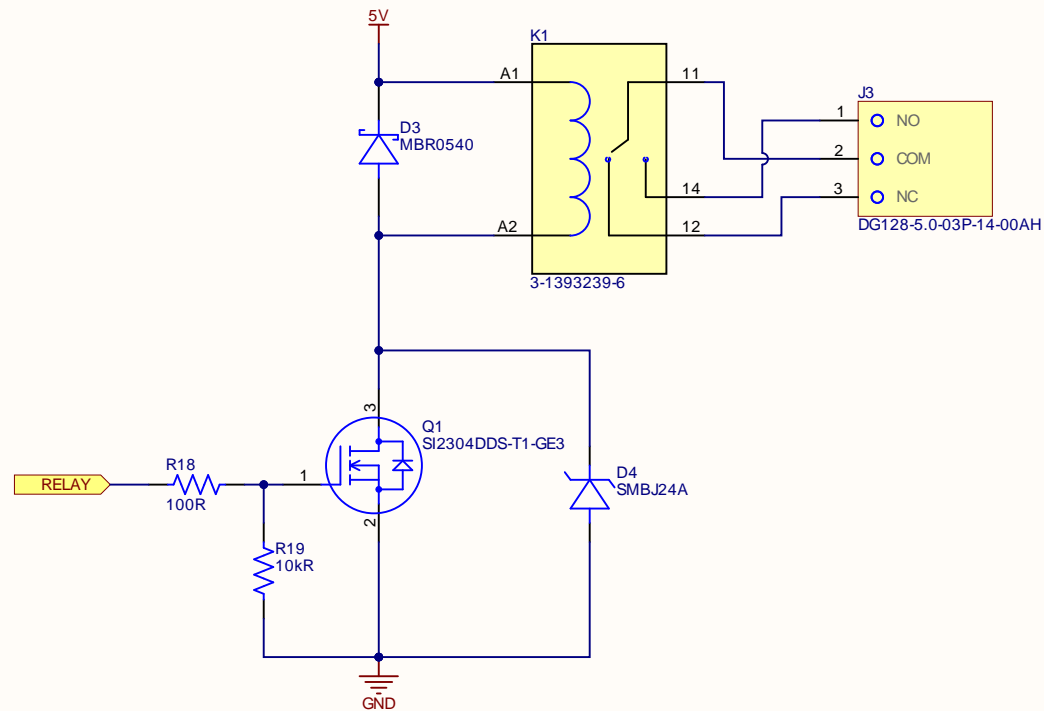 5V
K1
A1
11
J3
1
NO
D3
MBR0540
2
COM
14
3
NC
A2
12
DG128-5.0-03P-14-00AH
3-1393239-6
3
Q1
SI2304DDS-T1-GE3
R18
1
RELAY
100R
D4
SMBJ24A
2
R19
10kR
GND